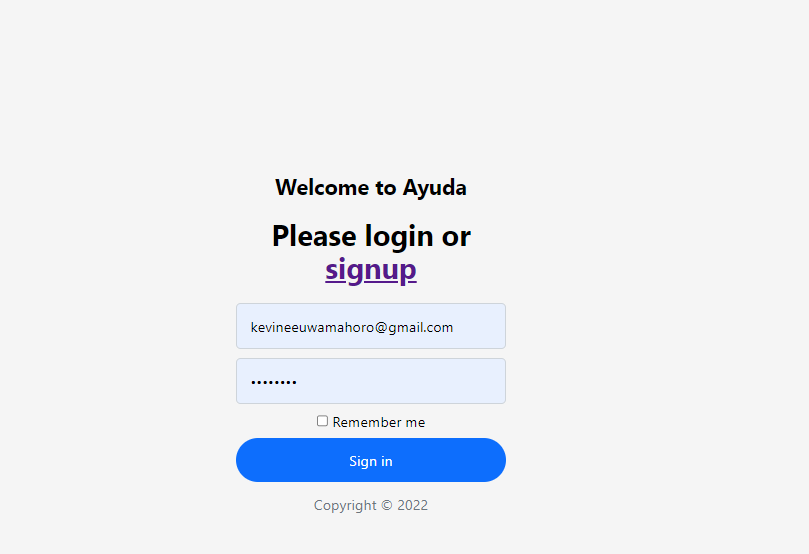 Welcome to Ayuda
Please login or
signup
kevineeuwamahoro@gmail.com
••••••••
Remember me
Sign in
Copyright © 2022